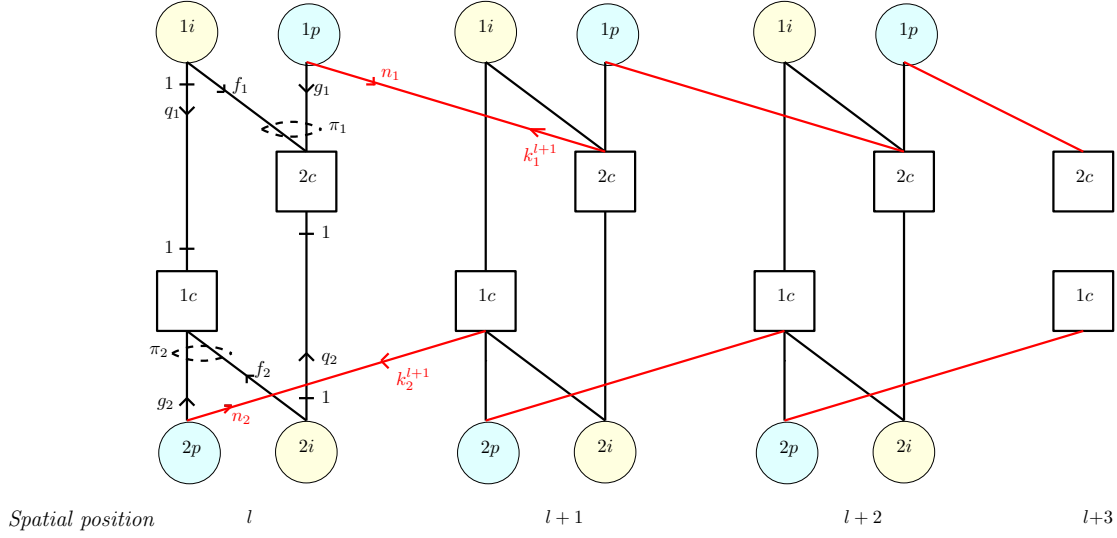 1i 1p 1i 1p 1i 1p
1 f₁ g₁ n₁
q₁
π₁
k₁^{l+1}
2c 2c 2c 2c
1 1
1c 1c 1c 1c
π₂ q₂
f₂ k₂^{l+1}
g₂ 1 n₂
2p 2i 2p 2i 2p 2i
Spatial position l l + 1 l + 2 l+3